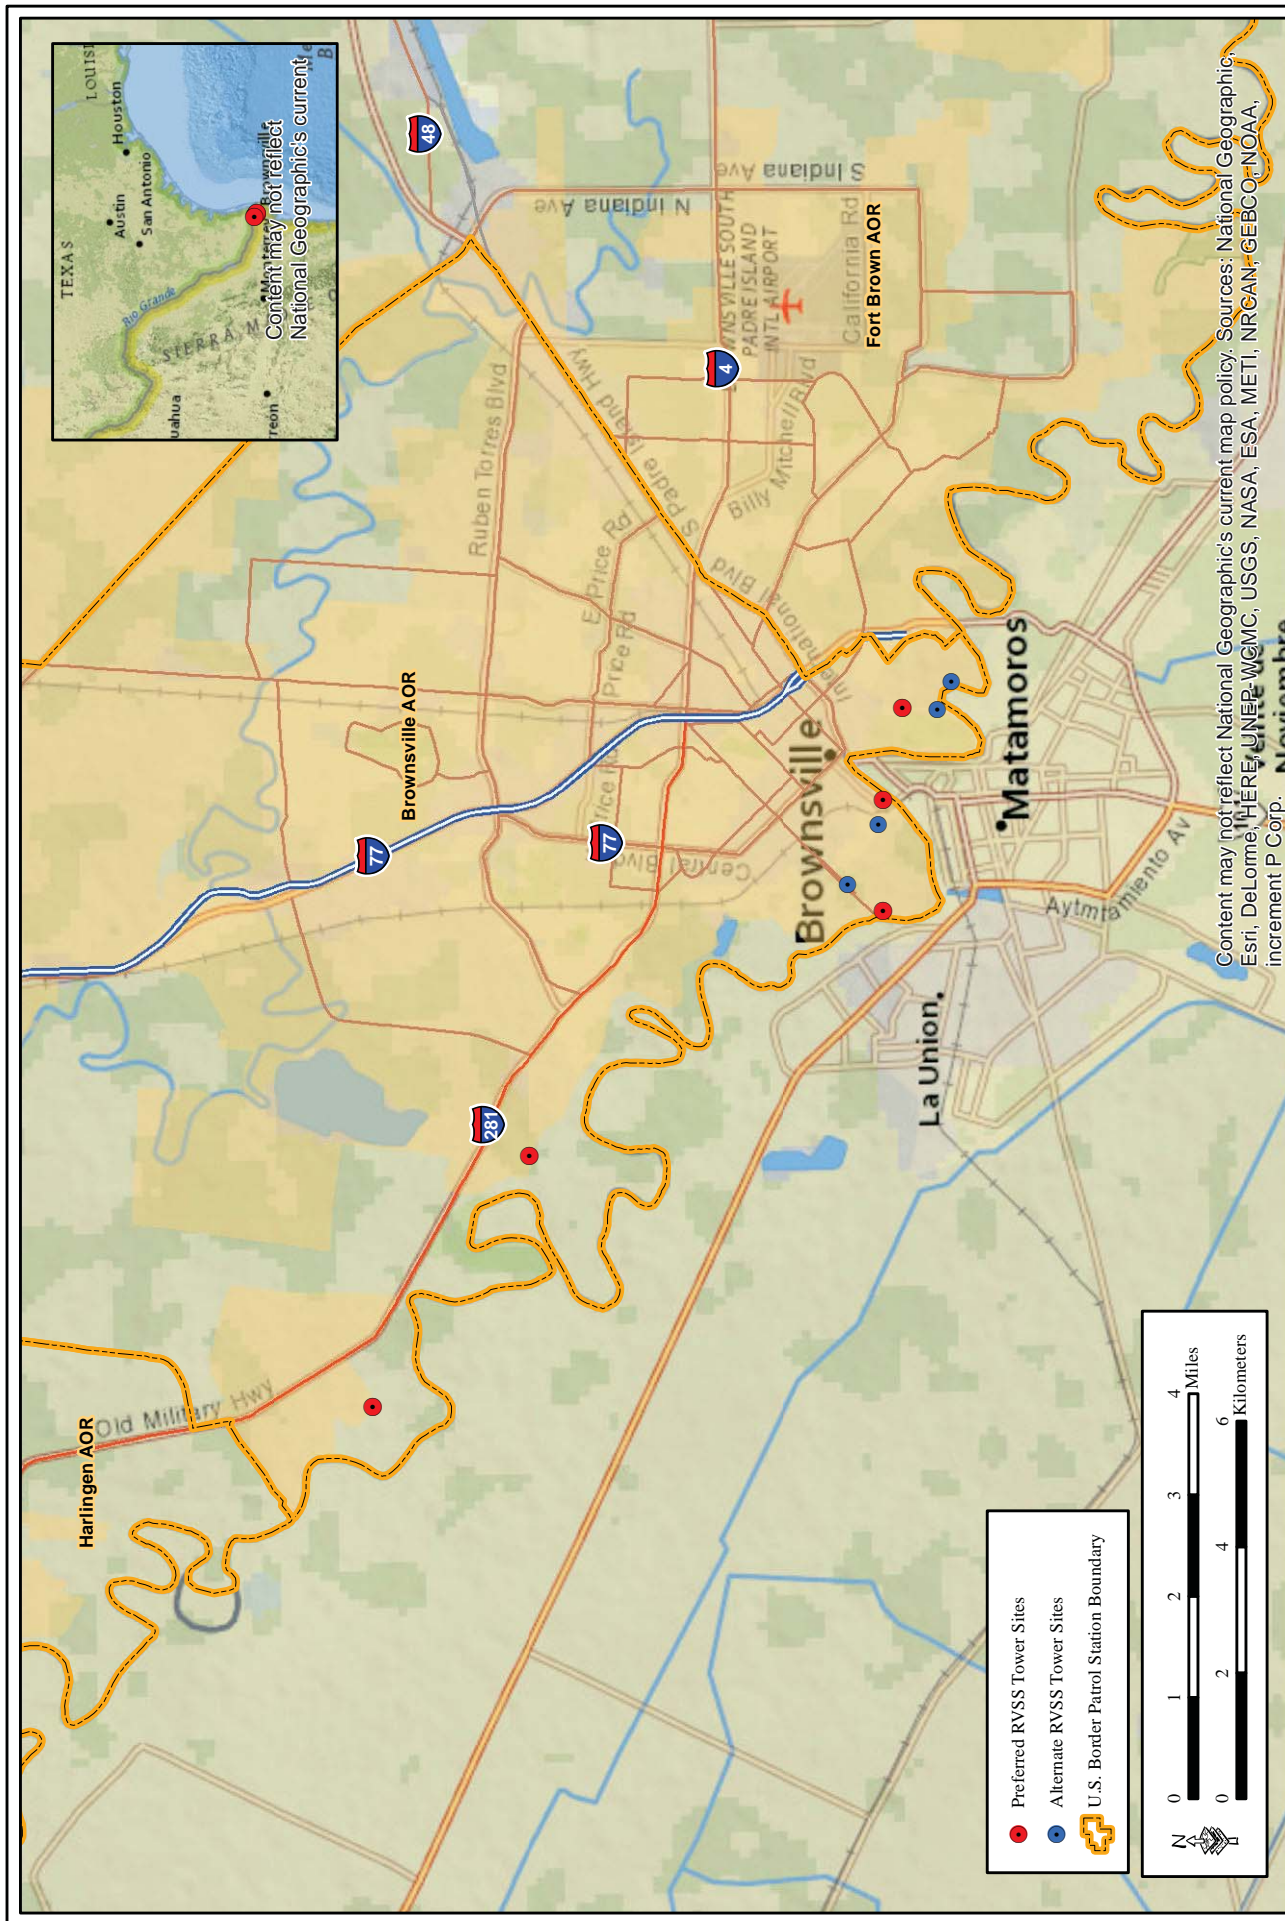 TEXAS
LOUISI
Houston
Austin
San Antonio
Rio Grande
SIERRA M
uahua
rreon
Monterrey
Brownsville
Content may not reflect
National Geographic's current
48
N Indiana Ave
S Indiana Ave
WNSVILLE SOUTH
PADRE ISLAND
INTL AIRPORT
California Rd
Fort Brown AOR
4
Ruben Torres Blvd
S Padre Island Hwy
Billy Mitchell Blvd
E Price Rd
Price Rd
International Blvd
Brownsville AOR
77
77
Central Blvd
Brownsville
Matamoros
La Union
Aytmtamiento Av
281
Old Military Hwy
Harlingen AOR
Noviembre
Content may not reflect National Geographic's current map policy. Sources: National Geographic,
Esri, DeLorme, HERE, UNEP-WCMC, USGS, NASA, ESA, METI, NRCAN, GEBCO, NOAA,
increment P Corp.
Preferred RVSS Tower Sites
Alternate RVSS Tower Sites
U.S. Border Patrol Station Boundary
N
0 1 2 3 4
Miles
0 2 4 6
Kilometers